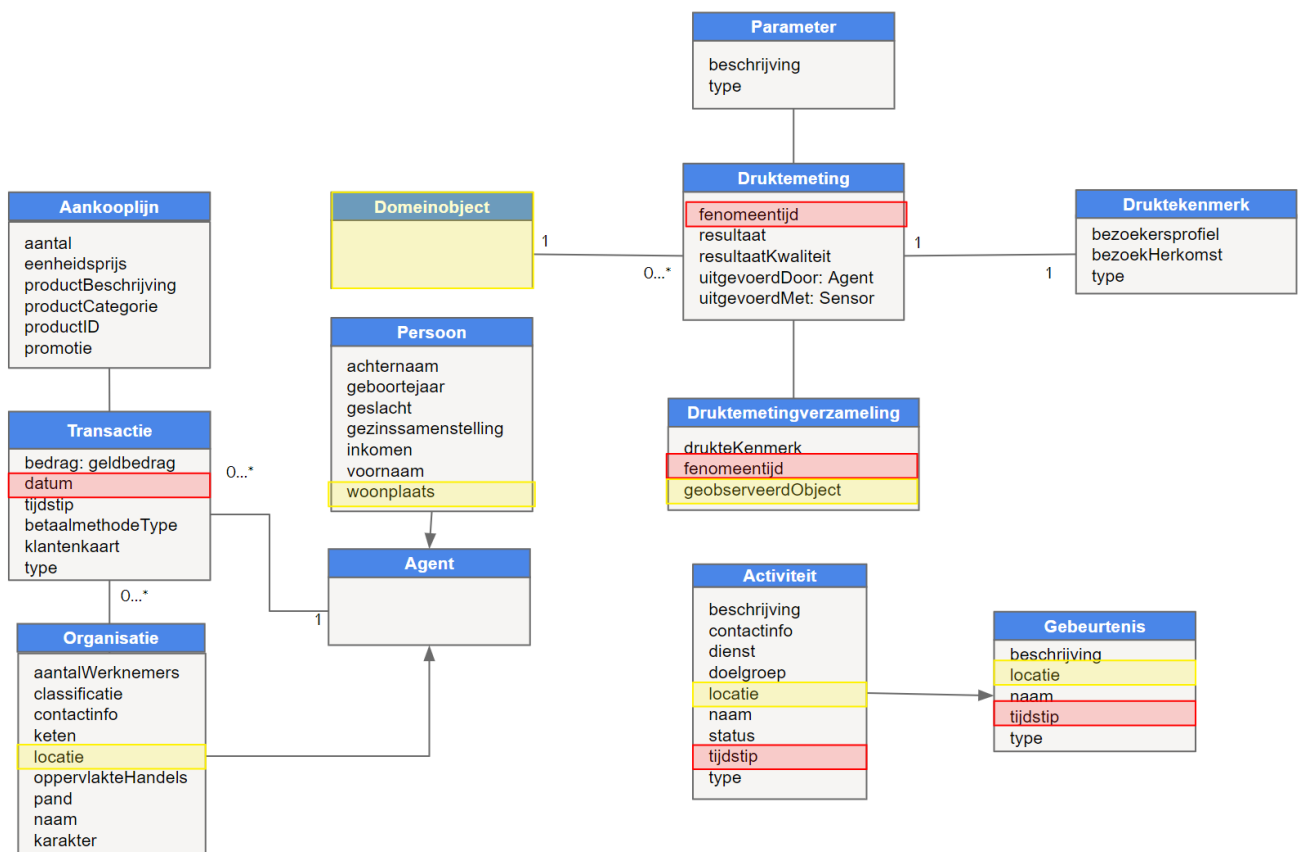 Parameter
beschrijving
type
Druktemeting
fenomeentijd
resultaat
resultaatKwaliteit
uitgevoerdDoor: Agent
uitgevoerdMet: Sensor
Druktekenmerk
bezoekersprofiel
bezoekHerkomst
type
1
1
Domeinobject
1
0...*
Aankooplijn
aantal
eenheidsprijs
productBeschrijving
productCategorie
productID
promotie
Persoon
achternaam
geboortejaar
geslacht
gezinssamenstelling
inkomen
voornaam
woonplaats
Druktemetingverzameling
drukteKenmerk
fenomeentijd
geobserveerdObject
Transactie
bedrag: geldbedrag
datum
tijdstip
betaalmethodeType
klantenkaart
type
0...*
Agent
1
0...*
Organisatie
aantalWerknemers
classificatie
contactinfo
keten
locatie
oppervlakteHandels
pand
naam
karakter
Activiteit
beschrijving
contactinfo
dienst
doelgroep
locatie
naam
status
tijdstip
type
Gebeurtenis
beschrijving
locatie
naam
tijdstip
type